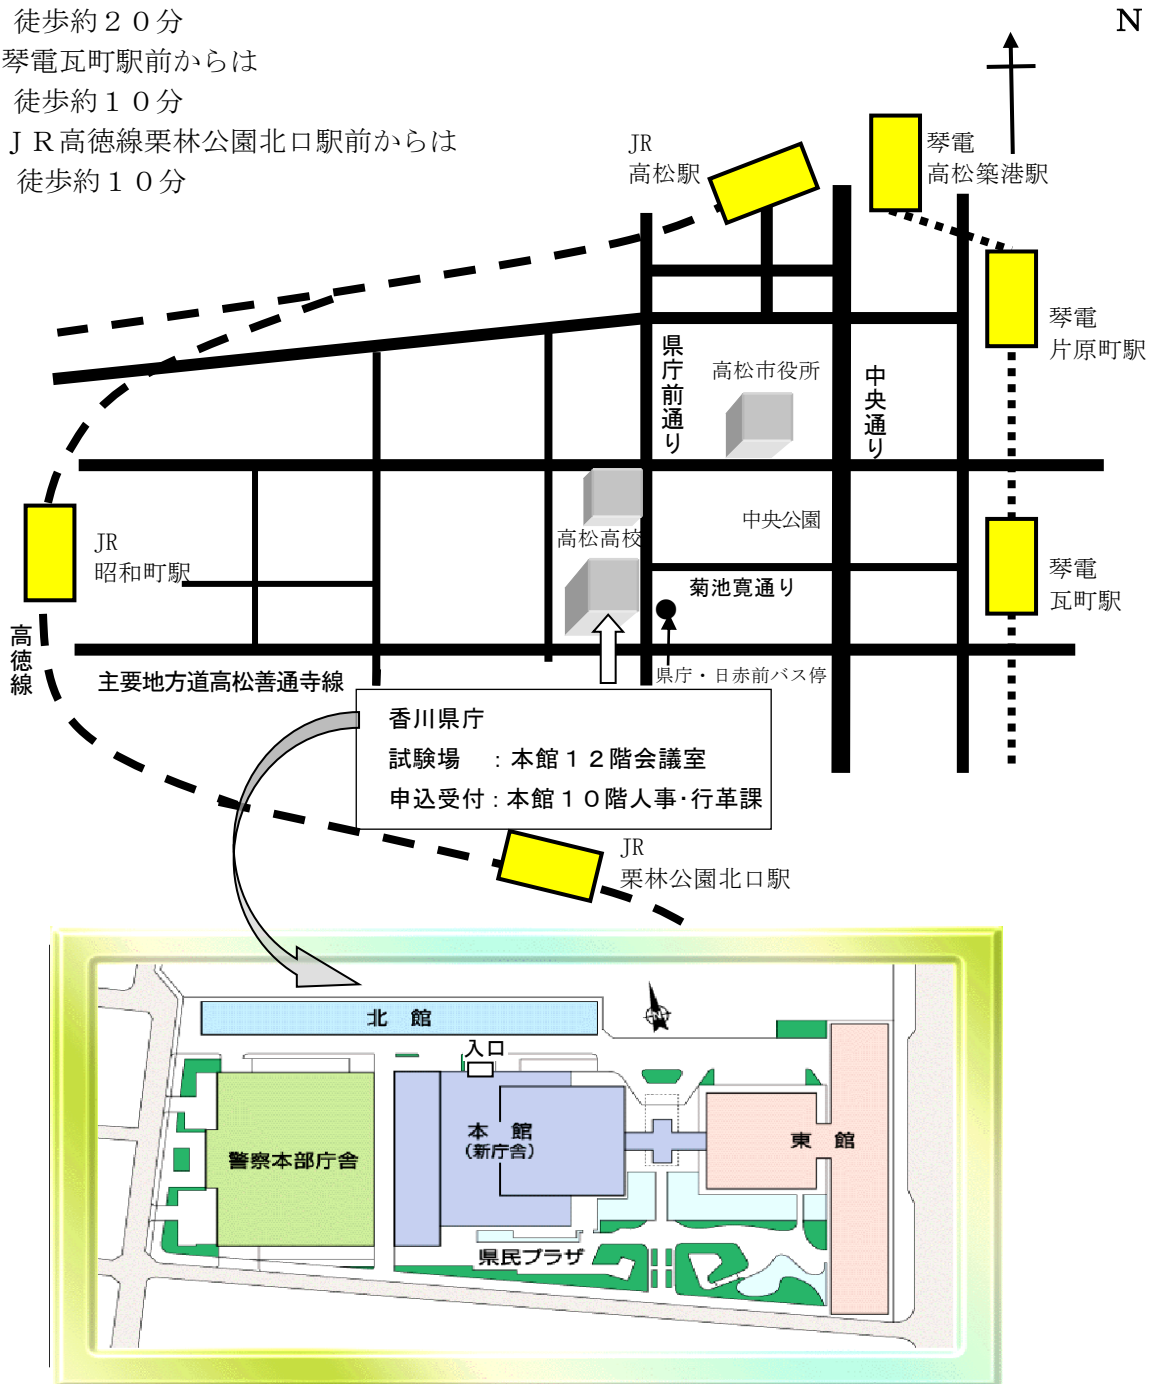 徒歩約２０分
琴電瓦町駅前からは
徒歩約１０分
ＪＲ高徳線栗林公園北口駅前からは
徒歩約１０分
N
JR
高松駅
琴電
高松築港駅
琴電
片原町駅
県庁前通り
高松市役所
中央通り
中央公園
高松高校
JR
昭和町駅
菊池寛通り
琴電
瓦町駅
高徳線
主要地方道高松善通寺線
県庁・日赤前バス停
香川県庁
試験場　：本館１２階会議室
申込受付：本館１０階人事・行革課
JR
栗林公園北口駅
北　館
入口
本　館
（新庁舎）
東　館
警察本部庁舎
県民プラザ